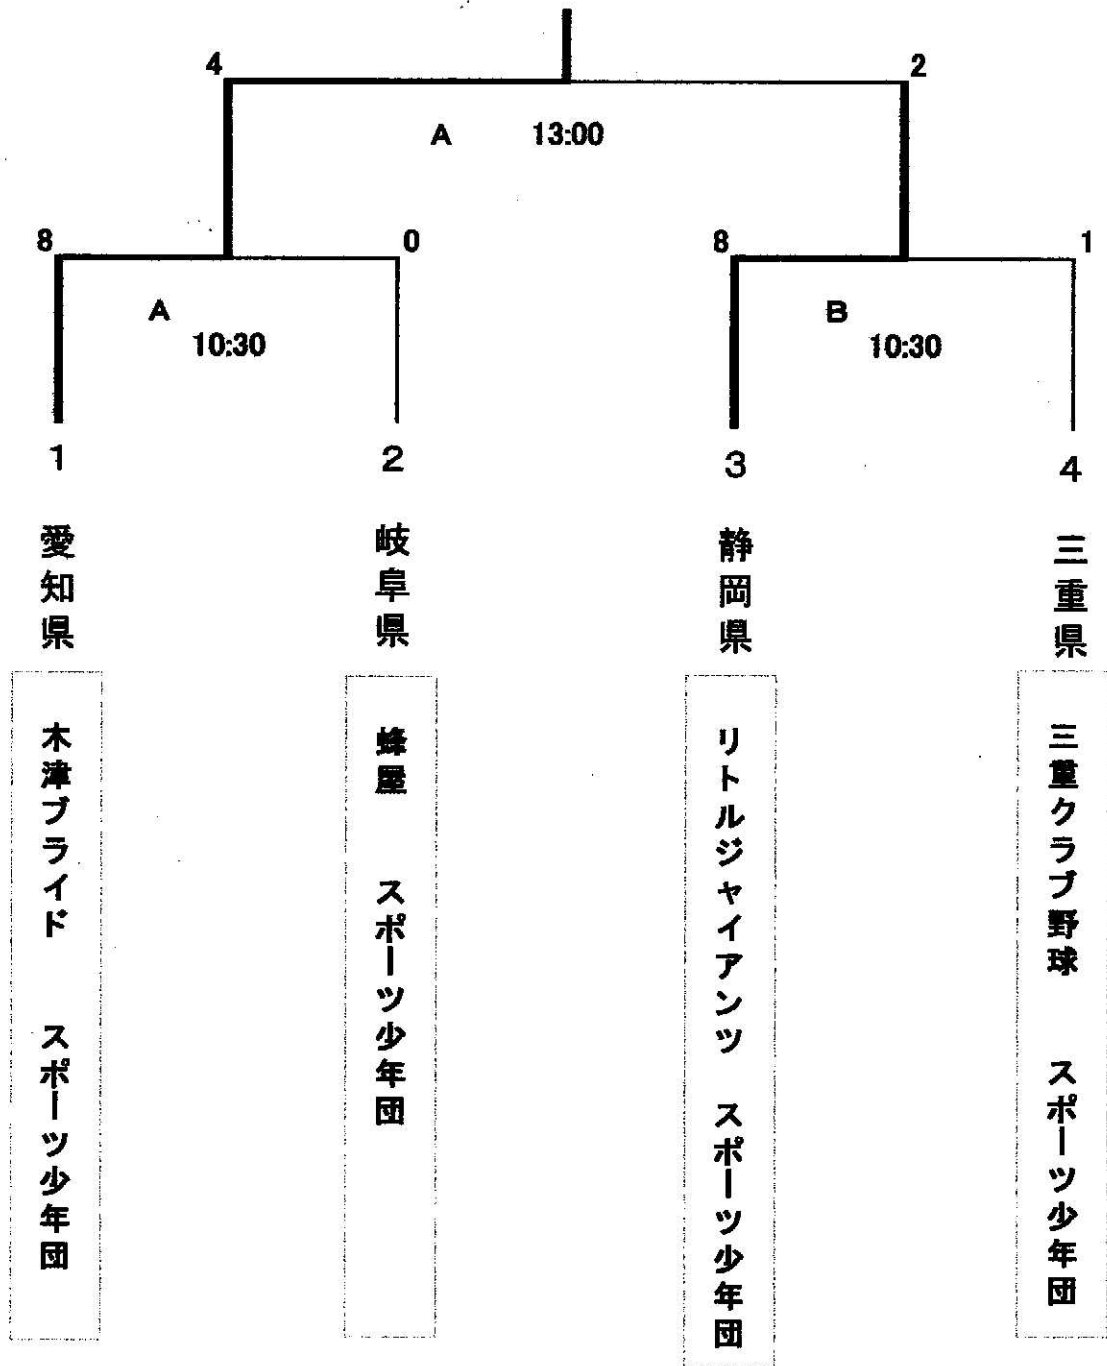 4
2
A 13:00
8
0
8
1
A
10:30
B
10:30
1
2
3
4
愛知県
岐阜県
静岡県
三重県
木津プライド スポーツ少年団
蜂屋 スポーツ少年団
リトルジャイアンツ スポーツ少年団
三重クラブ野球 スポーツ少年団